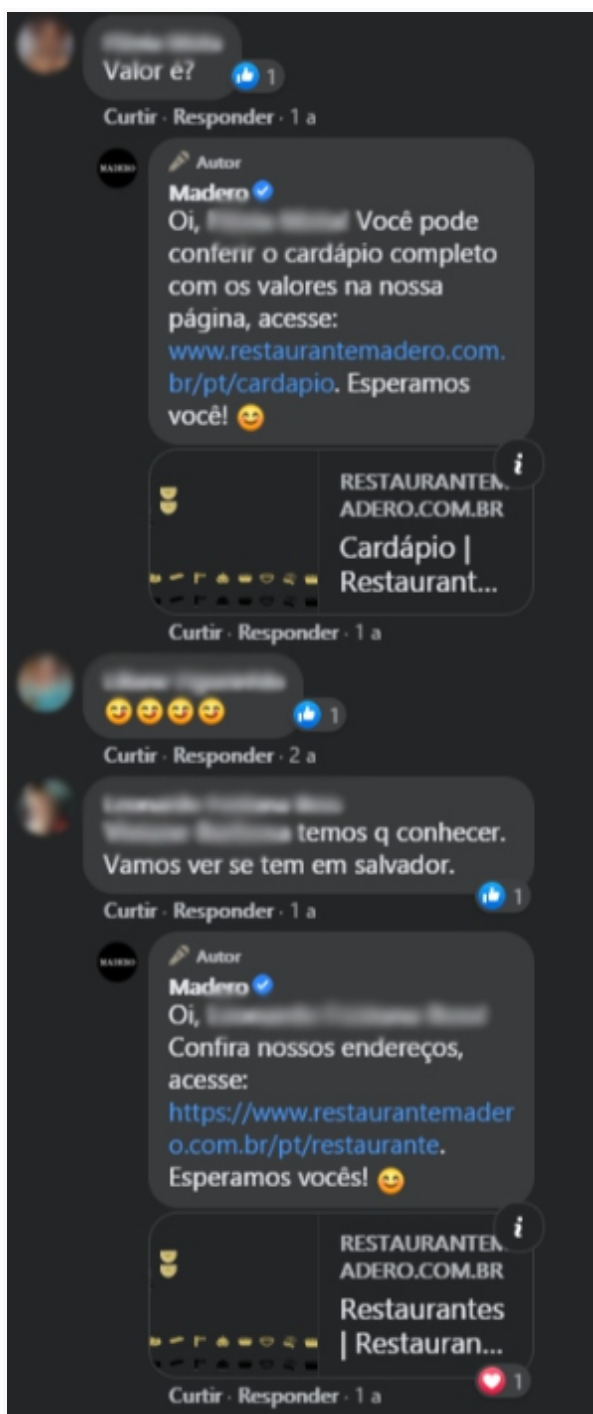 Valor é?
1
Curtir · Responder · 1 a
MADERO
Autor
Madero
Oi, Você pode
conferir o cardápio completo
com os valores na nossa
página, acesse:
www.restaurantemadero.com.
br/pt/cardapio. Esperamos
você! 😊
i
RESTAURANTEM
ADERO.COM.BR
Cardápio |
Restaurant...
Curtir · Responder · 1 a
😋😋😋😋
1
Curtir · Responder · 2 a
temos q conhecer.
Vamos ver se tem em salvador.
1
Curtir · Responder · 1 a
MADERO
Autor
Madero
Oi,
Confira nossos endereços,
acesse:
https://www.restaurantemader
o.com.br/pt/restaurante.
Esperamos vocês! 😊
i
RESTAURANTEM
ADERO.COM.BR
Restaurantes
| Restauran...
1
Curtir · Responder · 1 a